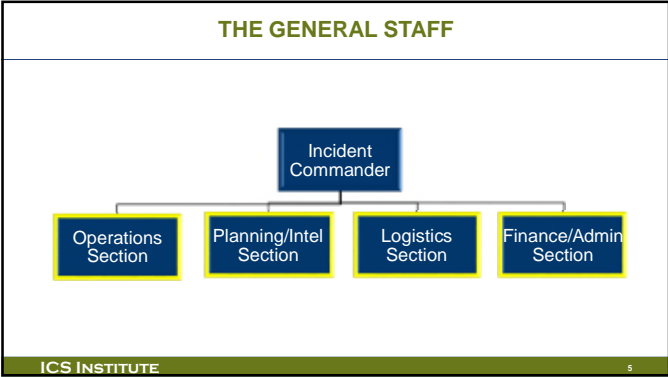 THE GENERAL STAFF
Incident
Commander
Operations
Section
Planning/Intel
Section
Logistics
Section
Finance/Admin
Section
ICS INSTITUTE
5